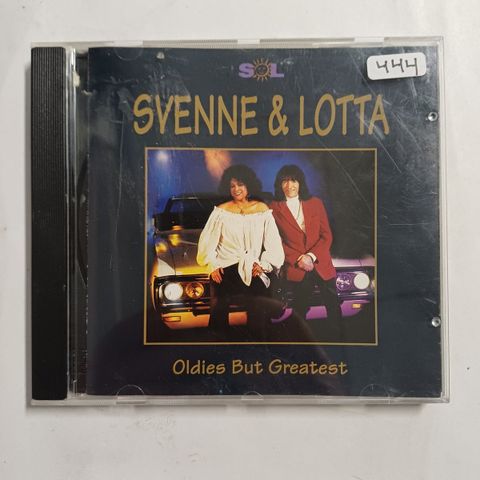 SOL
444
SVENNE & LOTTA
Oldies But Greatest